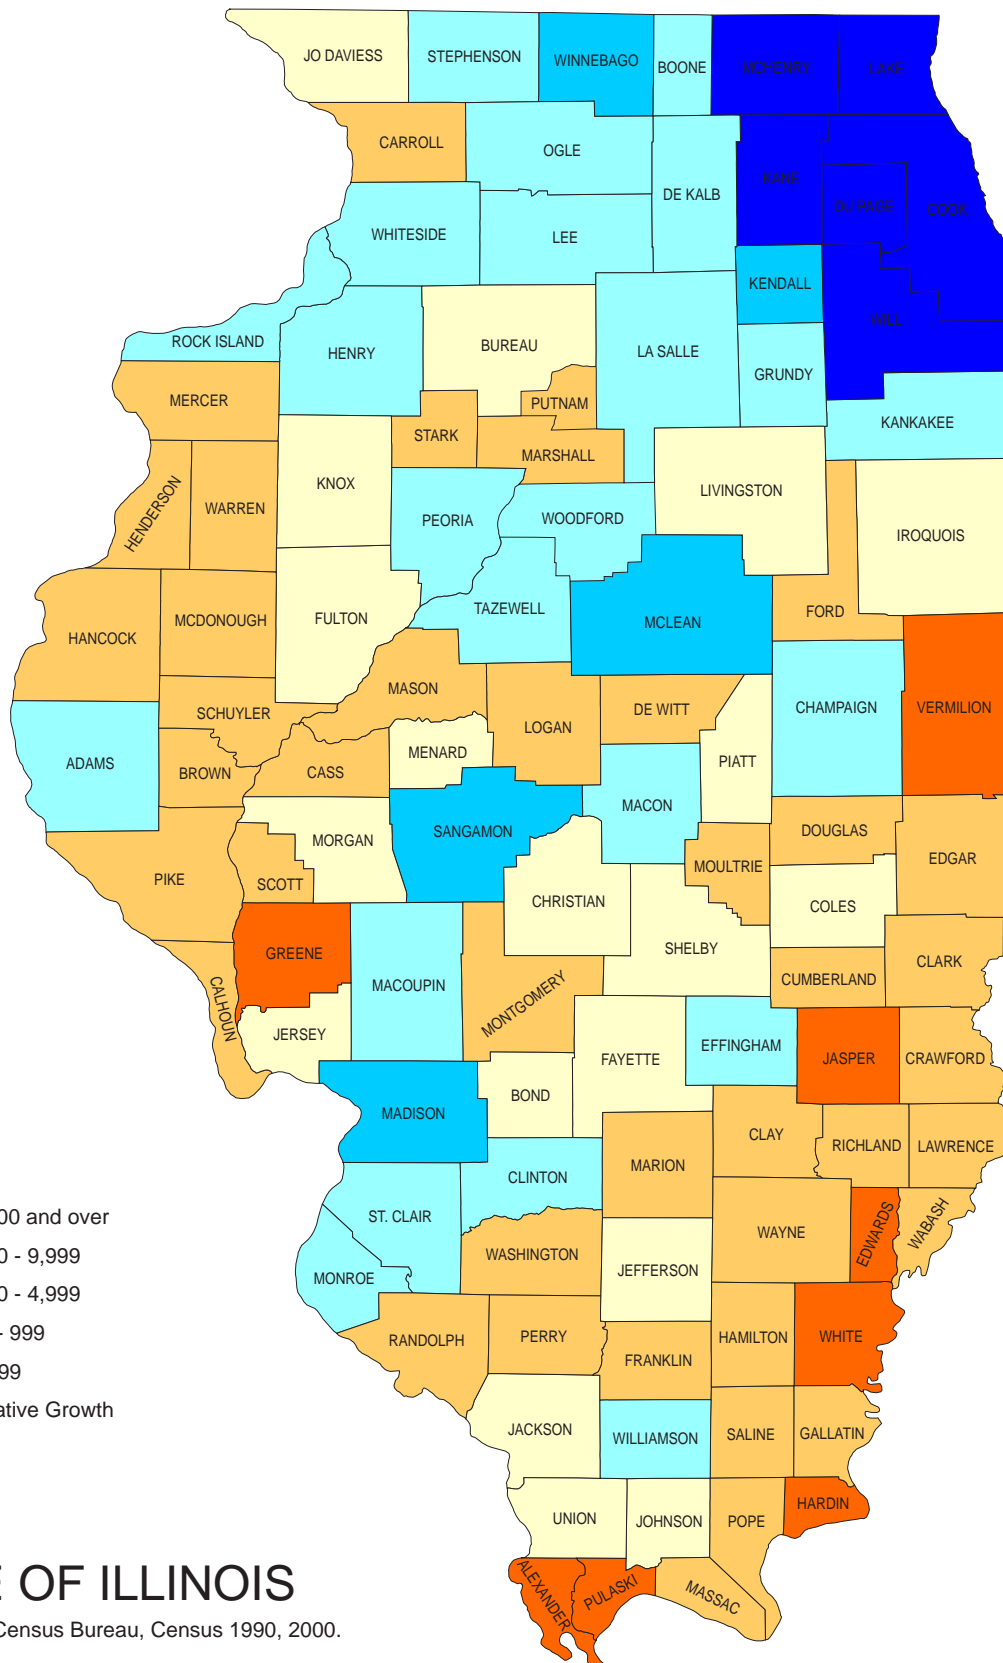 JO DAVIESS
STEPHENSON
WINNEBAGO
BOONE
MCHENRY
LAKE
CARROLL
OGLE
DE KALB
KANE
DU PAGE
COOK
WHITESIDE
LEE
KENDALL
WILL
ROCK ISLAND
HENRY
BUREAU
LA SALLE
GRUNDY
KANKAKEE
MERCER
PUTNAM
STARK
MARSHALL
KNOX
HENDERSON
WARREN
PEORIA
WOODFORD
LIVINGSTON
IROQUOIS
HANCOCK
MCDONOUGH
FULTON
TAZEWELL
MCLEAN
FORD
SCHUYLER
MASON
LOGAN
DE WITT
CHAMPAIGN
VERMILION
ADAMS
BROWN
CASS
MENARD
PIATT
MACON
SANGAMON
MORGAN
DOUGLAS
EDGAR
PIKE
SCOTT
MOULTRIE
CHRISTIAN
COLES
SHELBY
GREENE
MACOUPIN
MONTGOMERY
CUMBERLAND
CLARK
CALHOUN
JERSEY
FAYETTE
EFFINGHAM
JASPER
CRAWFORD
BOND
MADISON
CLAY
RICHLAND
LAWRENCE
MARION
CLINTON
ST. CLAIR
WAYNE
EDWARDS
WABASH
WASHINGTON
JEFFERSON
MONROE
RANDOLPH
PERRY
FRANKLIN
HAMILTON
WHITE
JACKSON
WILLIAMSON
SALINE
GALLATIN
UNION
JOHNSON
POPE
HARDIN
ALEXANDER
PULASKI
MASSAC
00 and over
0 - 9,999
0 - 4,999
- 999
99
ative Growth
E OF ILLINOIS
Census Bureau, Census 1990, 2000.